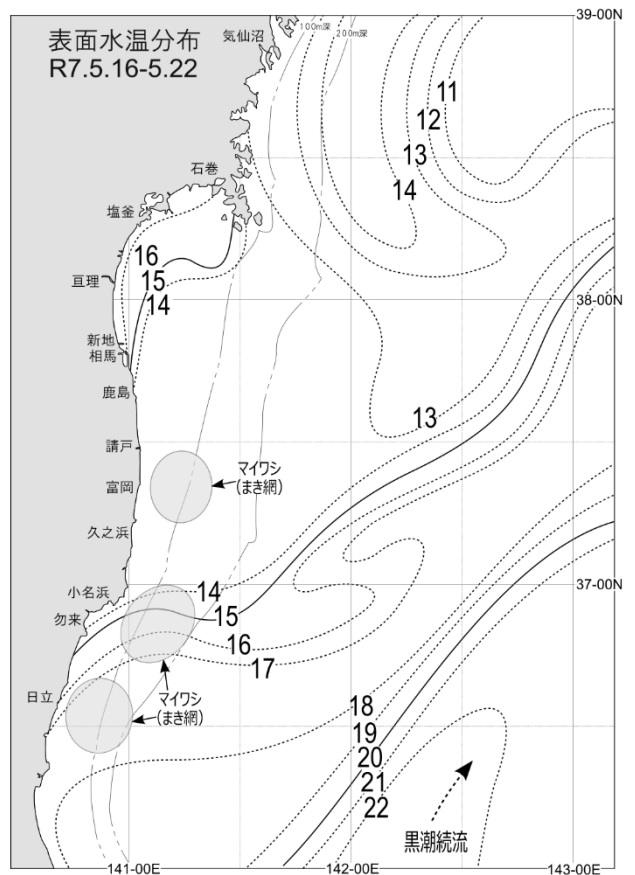 39-00N
表面水温分布
R7.5.16-5.22
気仙沼
100m深
200m深
11
12
13
14
石巻
塩釜
16
15
14
亘理
38-00N
新地
相馬
鹿島
13
請戸
マイワシ
(まき網)
富岡
久之浜
37-00N
小名浜
14
15
16
17
勿来
日立
マイワシ
(まき網)
18
19
20
21
22
黒潮続流
141-00E
142-00E
143-00E